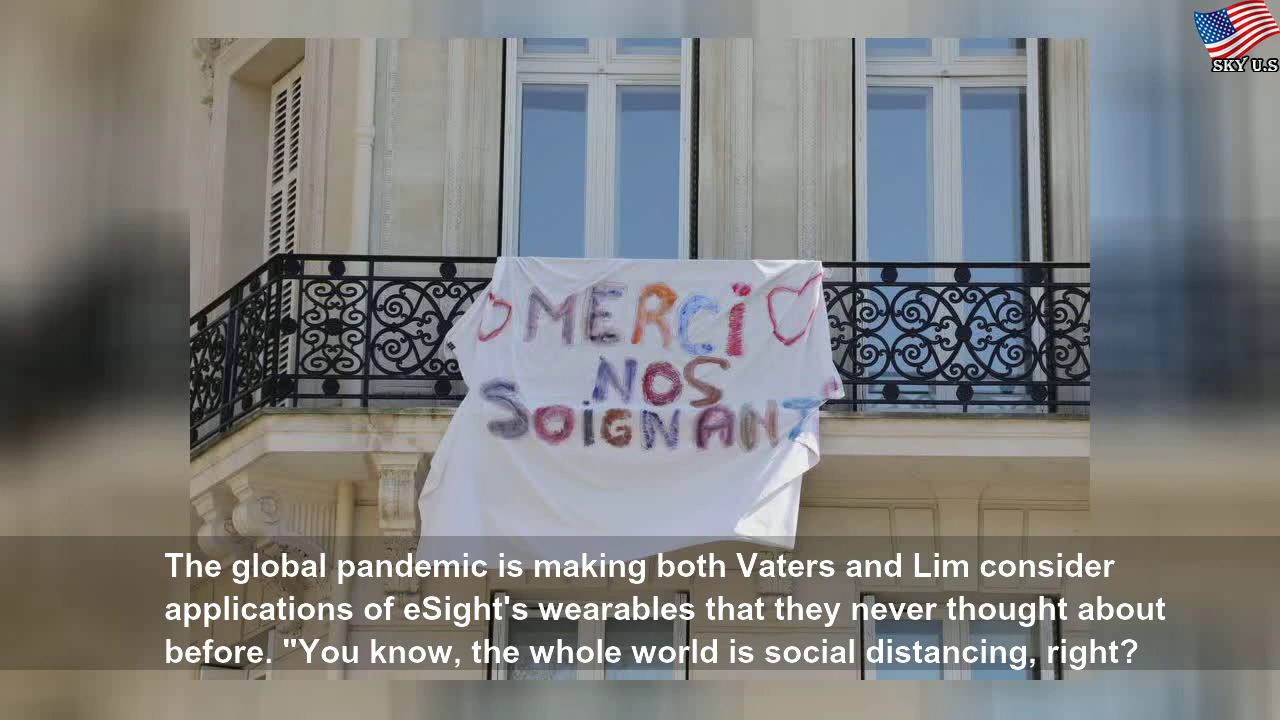 SKY U.S
MERCi
NOS
SOiGNANT
The global pandemic is making both Vaters and Lim consider
applications of eSight's wearables that they never thought about
before. "You know, the whole world is social distancing, right?